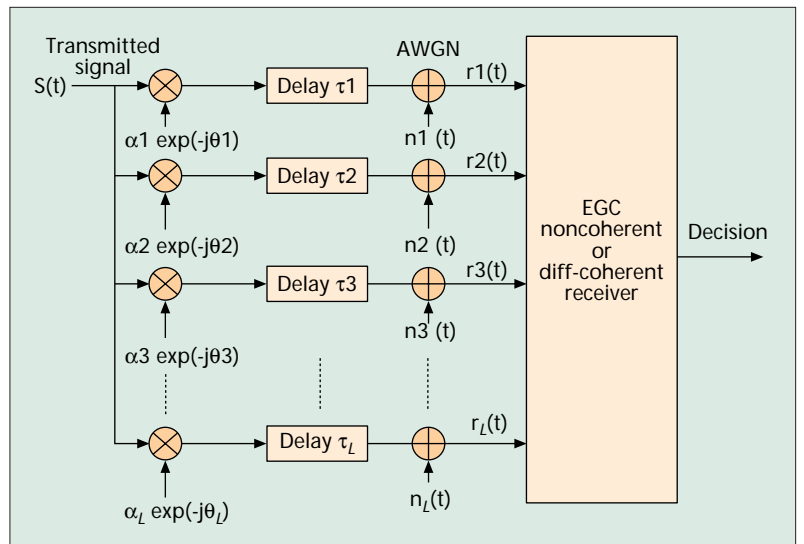 Transmitted
signal
AWGN
S(t)
Delay τ1
r1(t)
α1 exp(-jθ1)
n1 (t)
Delay τ2
r2(t)
α2 exp(-jθ2)
n2 (t)
Delay τ3
r3(t)
α3 exp(-jθ3)
n3 (t)
Delay τL
rL(t)
αL exp(-jθL)
nL(t)
EGC
noncoherent
or
diff-coherent
receiver
Decision